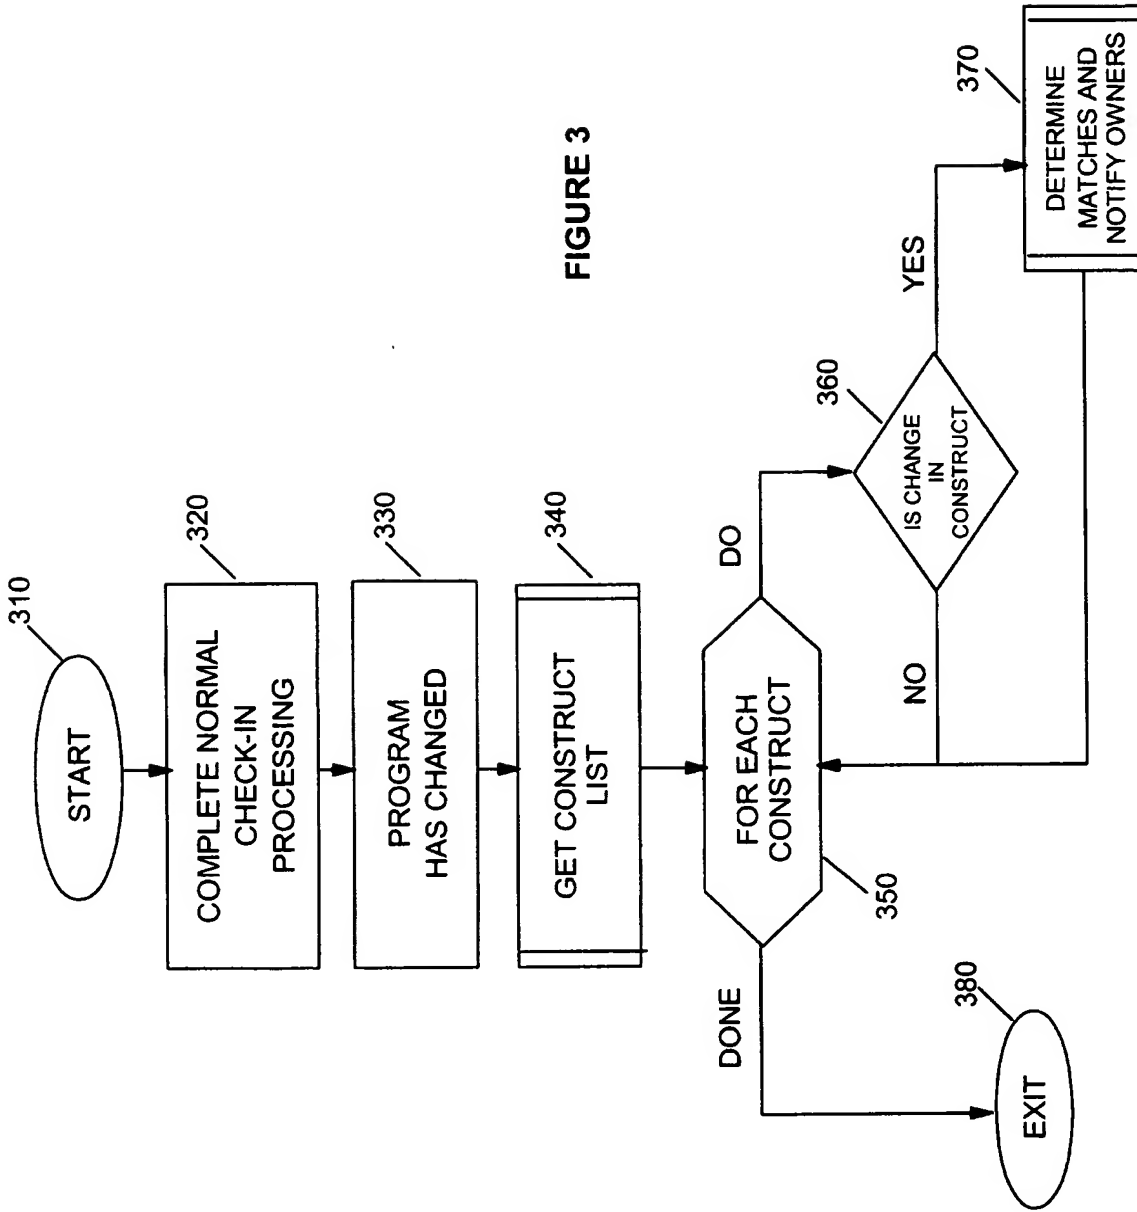 310
START
320
COMPLETE NORMAL
CHECK-IN
PROCESSING
330
PROGRAM
HAS CHANGED
340
GET CONSTRUCT
LIST
FOR EACH
CONSTRUCT
350
DO
DONE
360
IS CHANGE
IN
CONSTRUCT
NO
YES
370
DETERMINE
MATCHES AND
NOTIFY OWNERS
380
EXIT
FIGURE 3